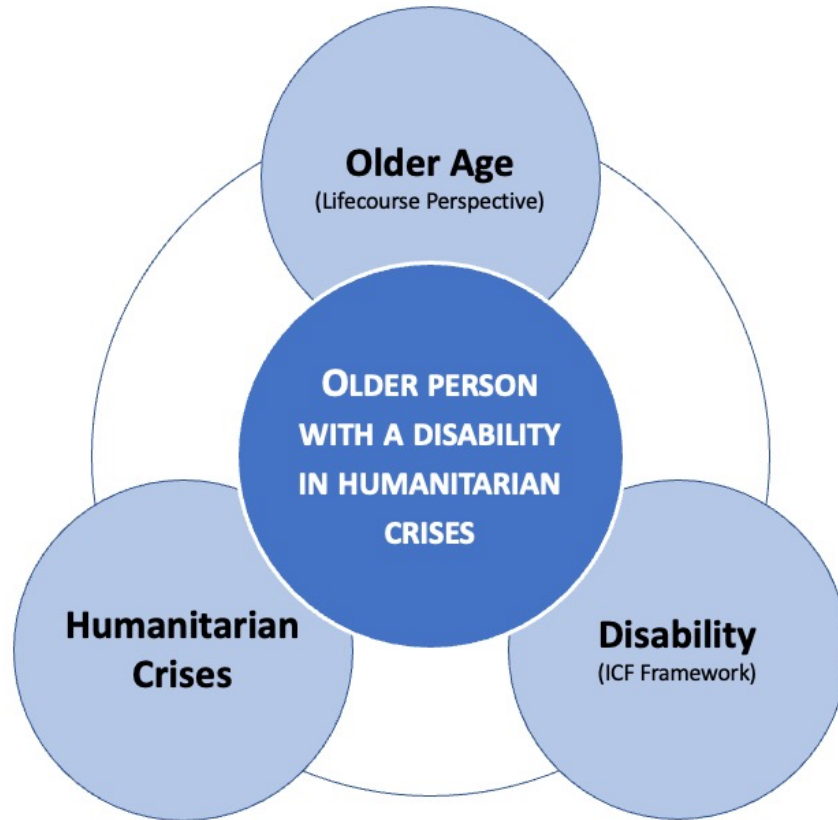 Older Age
(Lifecourse Perspective)
OLDER PERSON
WITH A DISABILITY
IN HUMANITARIAN
CRISES
Humanitarian
Crises
Disability
(ICF Framework)